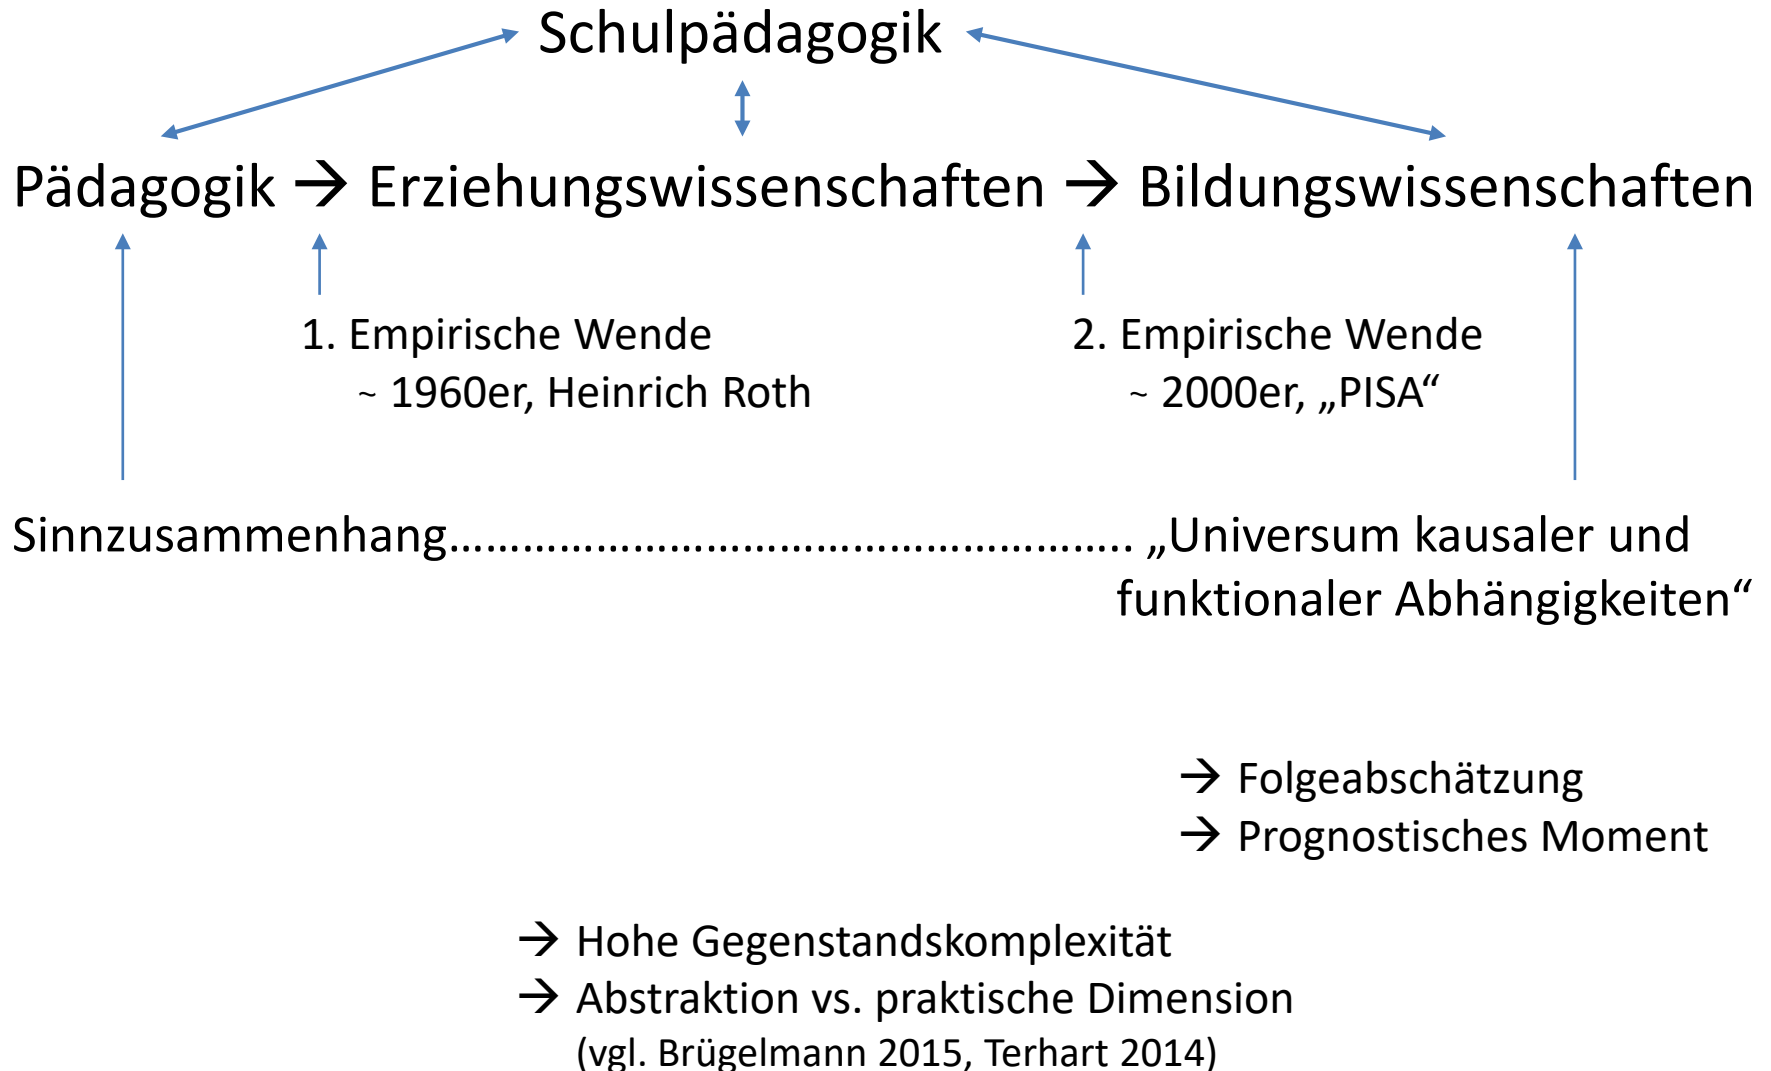 Schulpädagogik
Pädagogik → Erziehungswissenschaften → Bildungswissenschaften
1. Empirische Wende
~ 1960er, Heinrich Roth
2. Empirische Wende
~ 2000er, „PISA“
Sinnzusammenhang……………………………………………….. „Universum kausaler und
funktionaler Abhängigkeiten“
→ Folgeabschätzung
→ Prognostisches Moment
→ Hohe Gegenstandskomplexität
→ Abstraktion vs. praktische Dimension
(vgl. Brügelmann 2015, Terhart 2014)